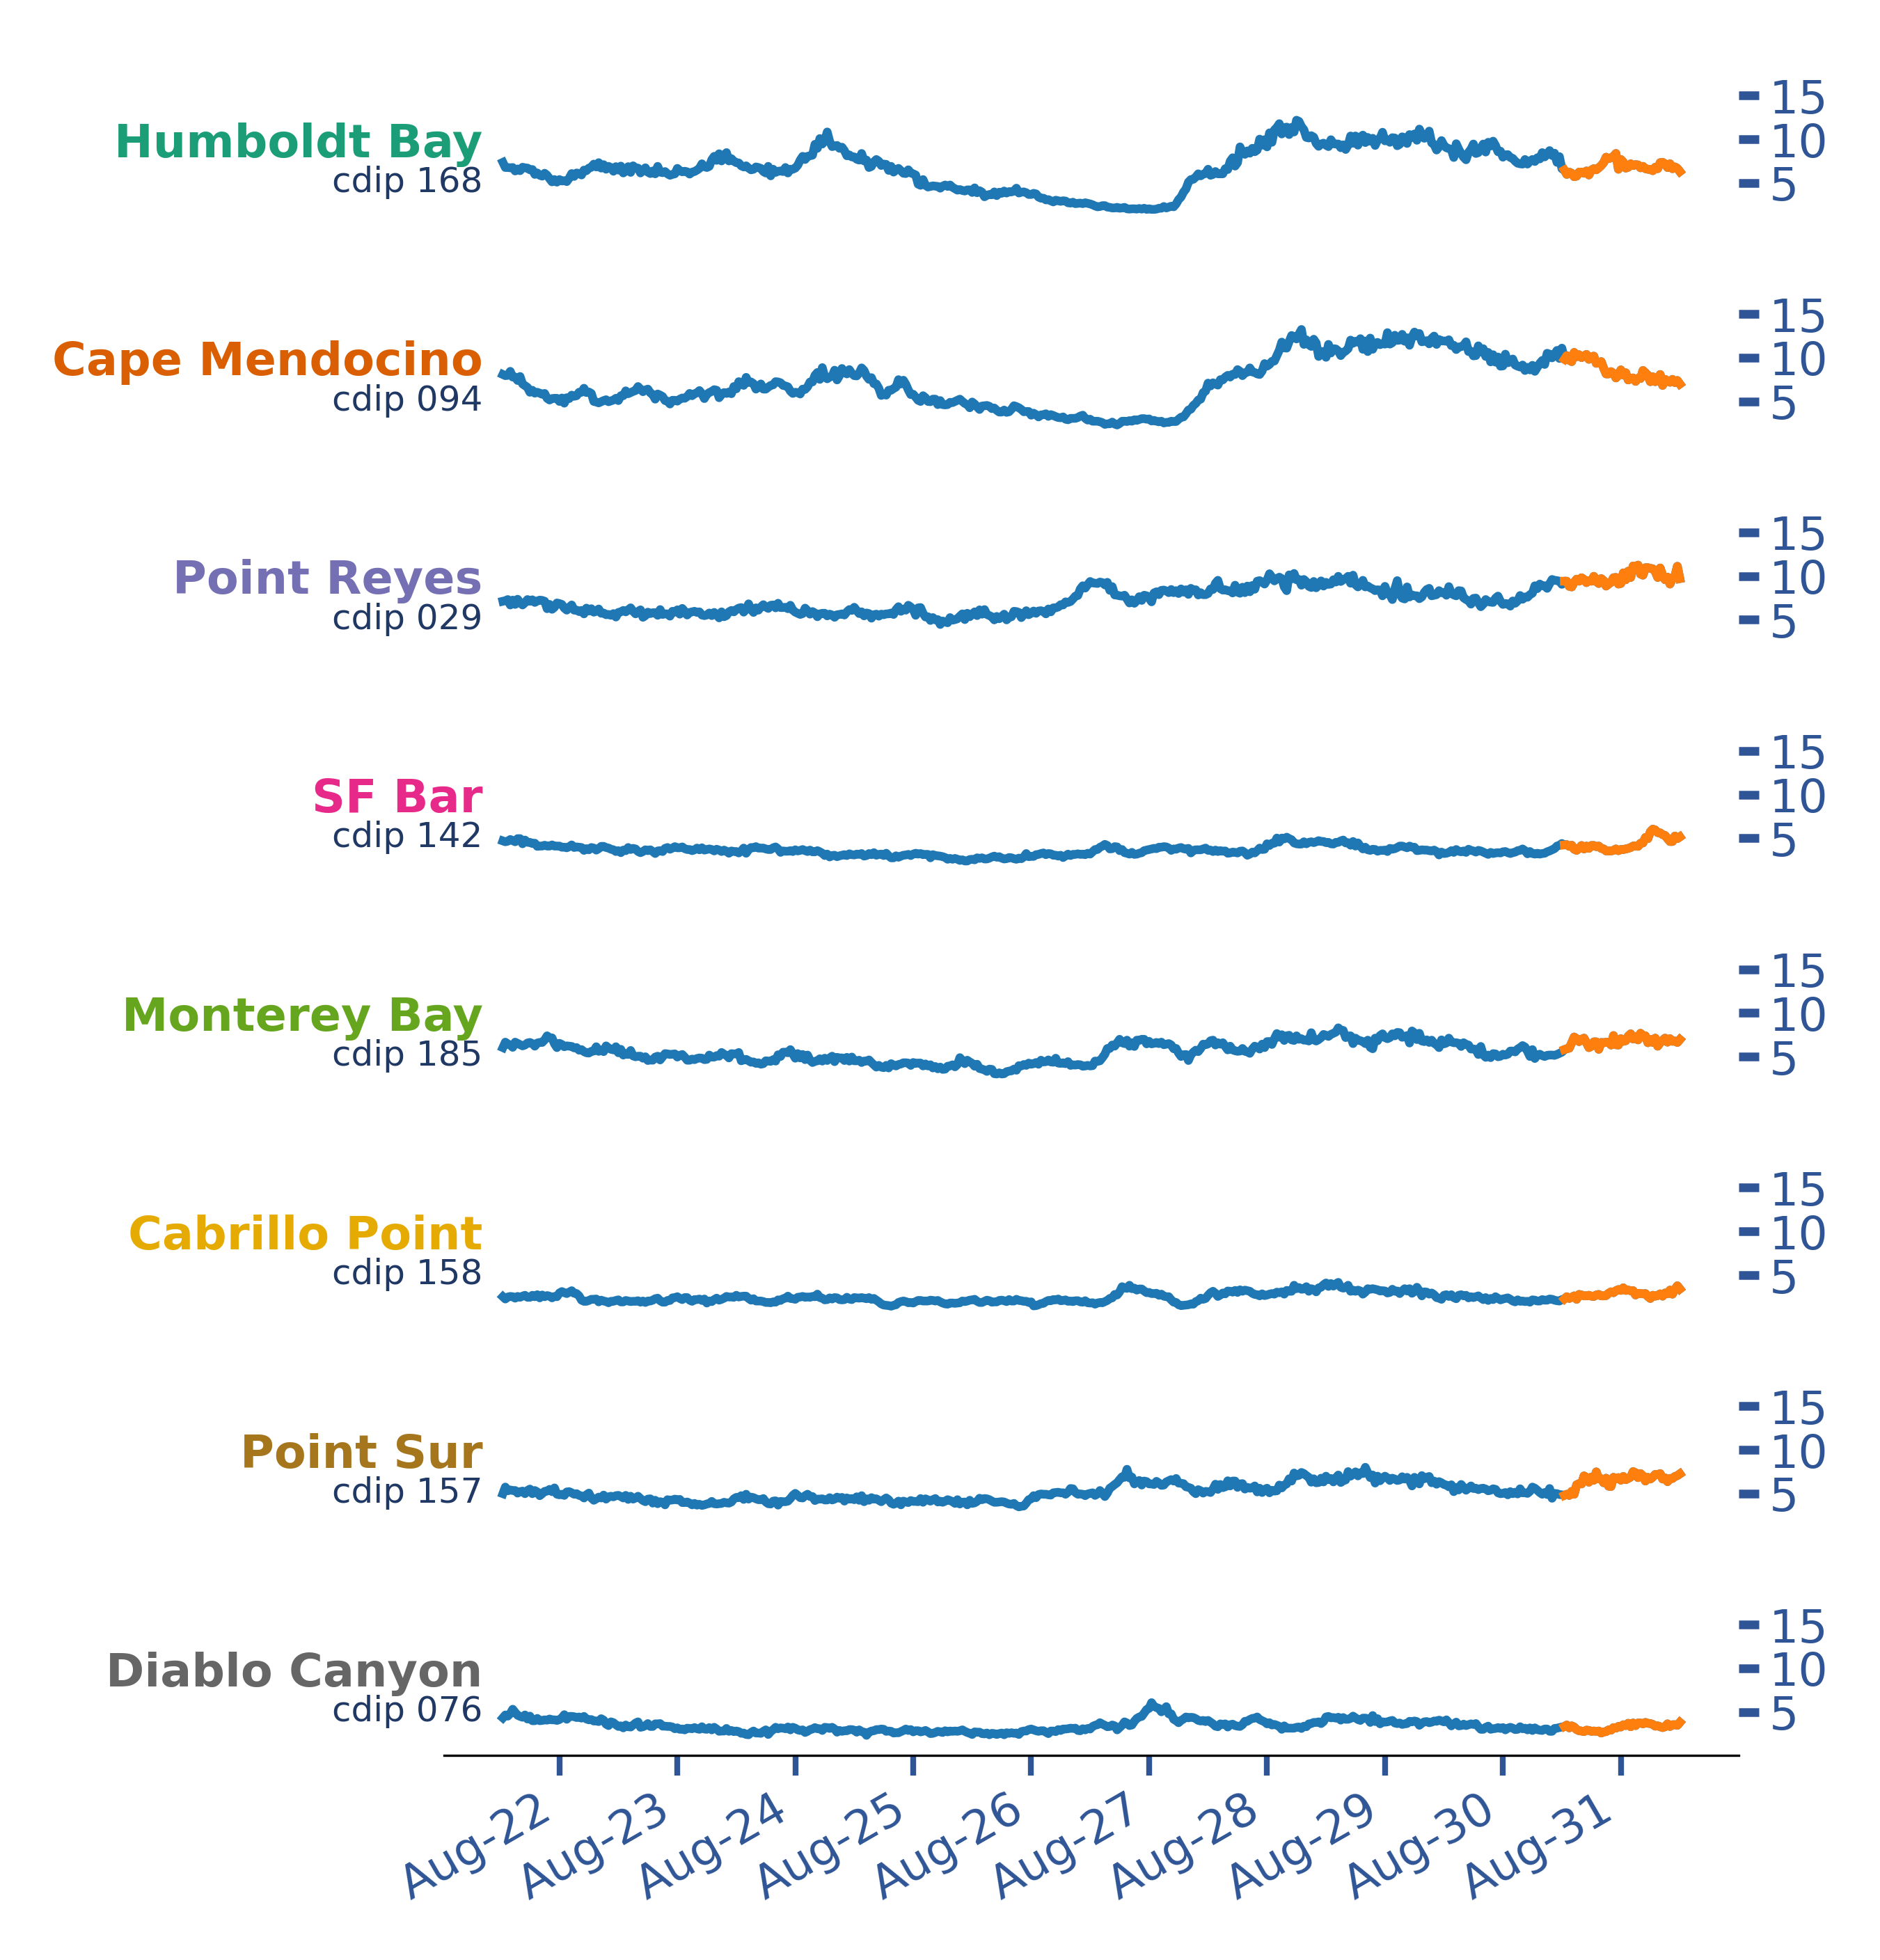 Humboldt Bay
cdip 168
15
10
5
Cape Mendocino
cdip 094
15
10
5
Point Reyes
cdip 029
15
10
5
SF Bar
cdip 142
15
10
5
Monterey Bay
cdip 185
15
10
5
Cabrillo Point
cdip 158
15
10
5
Point Sur
cdip 157
15
10
5
Diablo Canyon
cdip 076
15
10
5
Aug-22 Aug-23 Aug-24 Aug-25 Aug-26 Aug-27 Aug-28 Aug-29 Aug-30 Aug-31